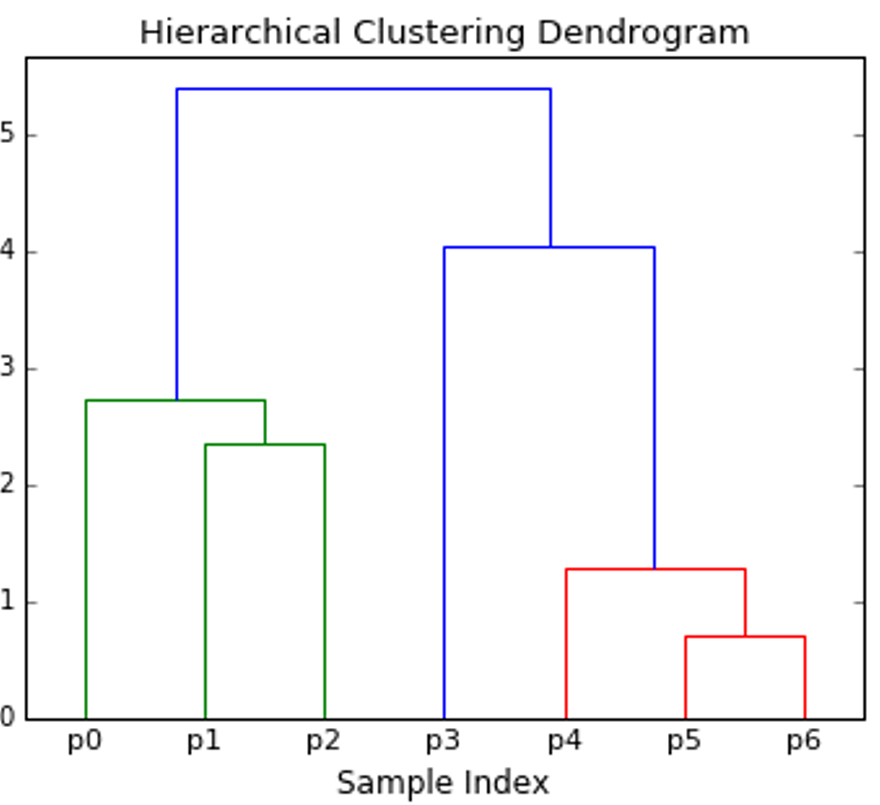 Hierarchical Clustering Dendrogram
5
4
3
2
1
0
p0 p1 p2 p3 p4 p5 p6
Sample Index